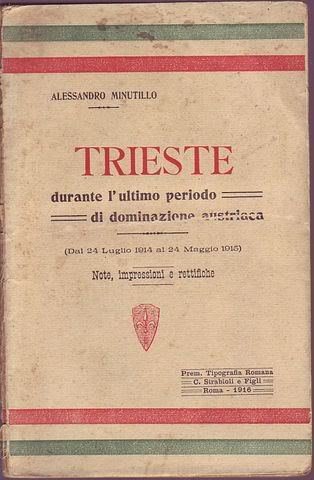 ALESSANDRO MINUTILLO
TRIESTE
durante l'ultimo periodo
di dominazione austriaca
(Dal 24 Luglio 1914 al 24 Maggio 1915)
Note, impressioni e rettifiche
Prem. Tipografia Romana
C. Sirabioli e Figli
Roma - 1916